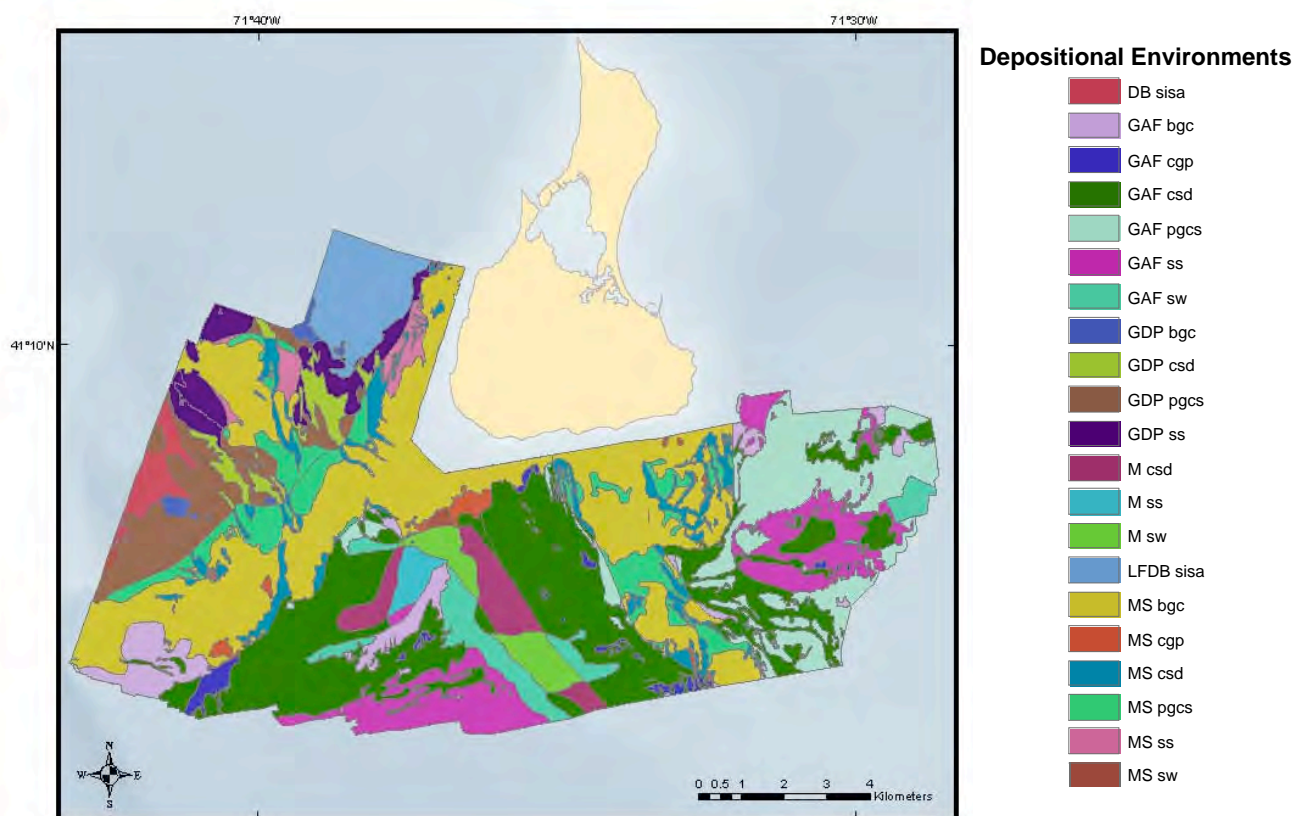 71°40'W
71°30'W
41°10'N
Depositional Environments
DB sisa
GAF bgc
GAF cgp
GAF csd
GAF pgcs
GAF ss
GAF sw
GDP bgc
GDP csd
GDP pgcs
GDP ss
M csd
M ss
M sw
LFDB sisa
MS bgc
MS cgp
MS csd
MS pgcs
MS ss
MS sw
N
W E
S
0 0.5 1 2 3 4
Kilometers